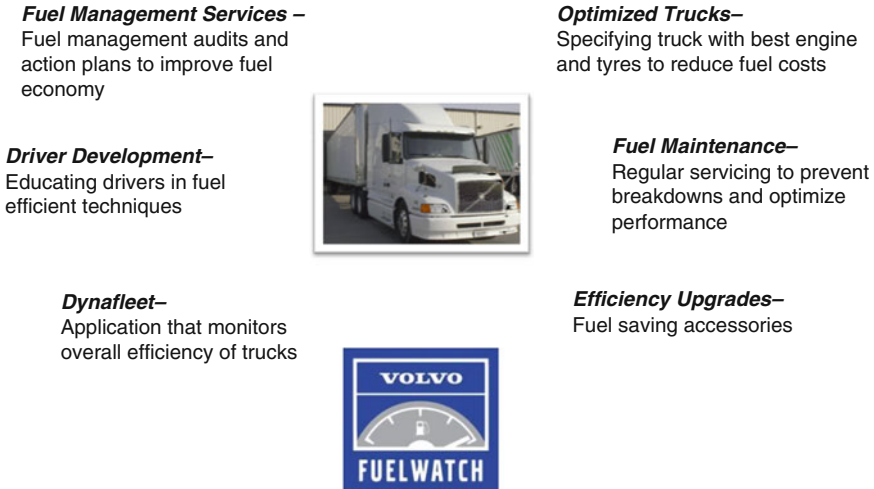 Fuel Management Services –
Fuel management audits and
action plans to improve fuel
economy
Optimized Trucks–
Specifying truck with best engine
and tyres to reduce fuel costs
Driver Development–
Educating drivers in fuel
efficient techniques
Fuel Maintenance–
Regular servicing to prevent
breakdowns and optimize
performance
Dynafleet–
Application that monitors
overall efficiency of trucks
Efficiency Upgrades–
Fuel saving accessories
VOLVO
FUELWATCH